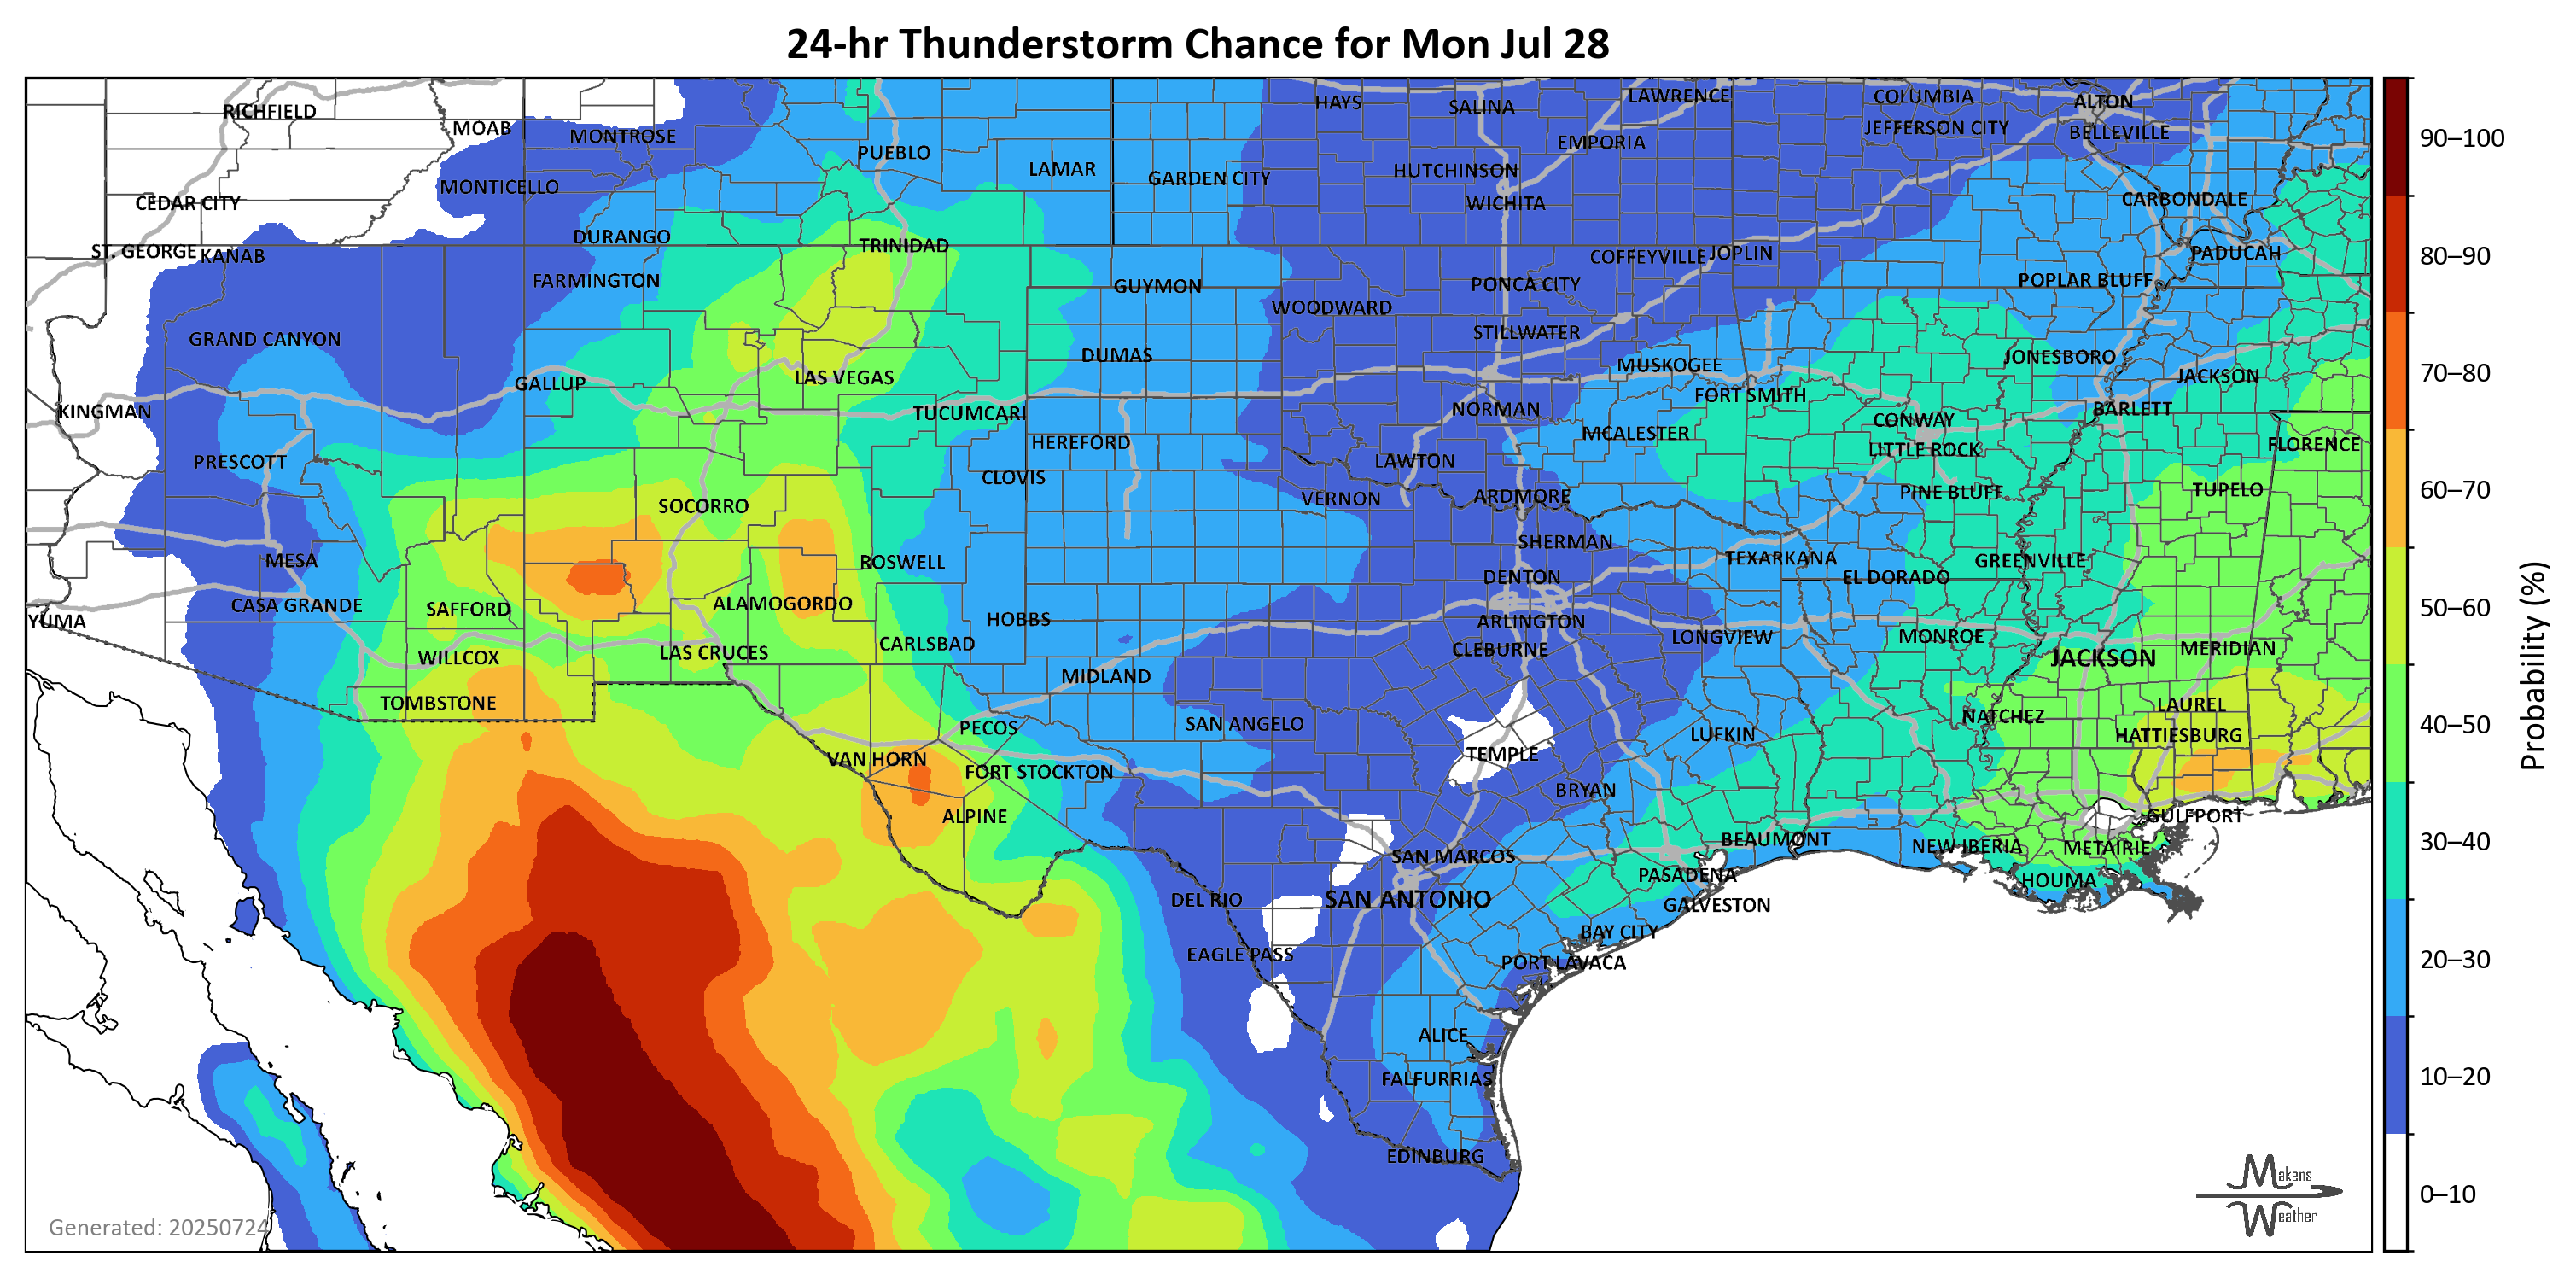 24-hr Thunderstorm Chance for Mon Jul 28
HAYS
SALINA
LAWRENCE
COLUMBIA
ALTON
RICHFIELD
MOAB
MONTROSE
EMPORIA
JEFFERSON CITY
BELLEVILLE
90–100
PUEBLO
LAMAR
GARDEN CITY
HUTCHINSON
MONTICELLO
CEDAR CITY
WICHITA
CARBONDALE
DURANGO
TRINIDAD
ST. GEORGE
KANAB
COFFEYVILLE
JOPLIN
PADUCAH
80–90
FARMINGTON
GUYMON
PONCA CITY
POPLAR BLUFF
WOODWARD
GRAND CANYON
STILLWATER
DUMAS
MUSKOGEE
JONESBORO
LAS VEGAS
JACKSON
70–80
GALLUP
FORT SMITH
KINGMAN
TUCUMCARI
NORMAN
BARLETT
CONWAY
HEREFORD
MCALESTER
LITTLE ROCK
FLORENCE
PRESCOTT
LAWTON
CLOVIS
VERNON
ARDMORE
PINE BLUFF
TUPELO
60–70
SOCORRO
SHERMAN
MESA
ROSWELL
TEXARKANA
GREENVILLE
DENTON
EL DORADO
CASA GRANDE
SAFFORD
ALAMOGORDO
50–60
YUMA
HOBBS
ARLINGTON
CARLSBAD
CLEBURNE
LONGVIEW
MONROE
WILLCOX
LAS CRUCES
JACKSON
MERIDIAN
Probability (%)
MIDLAND
TOMBSTONE
LAUREL
PECOS
SAN ANGELO
NATCHEZ
40–50
LUFKIN
HATTIESBURG
VAN HORN
TEMPLE
FORT STOCKTON
BRYAN
ALPINE
GULFPORT
BEAUMONT
NEW IBERIA
METAIRIE
30–40
SAN MARCOS
PASADENA
HOUMA
DEL RIO
SAN ANTONIO
GALVESTON
BAY CITY
EAGLE PASS
PORT LAVACA
20–30
ALICE
FALFURRIAS
10–20
EDINBURG
Makens
Weather
0–10
Generated: 20250724